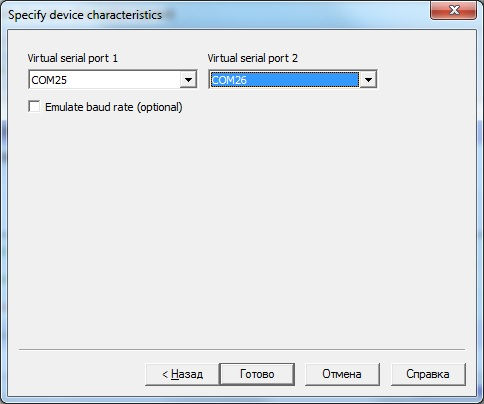 Specify device characteristics
Virtual serial port 1 Virtual serial port 2
COM25 COM26
Emulate baud rate (optional)
< Назад Готово Отмена Справка